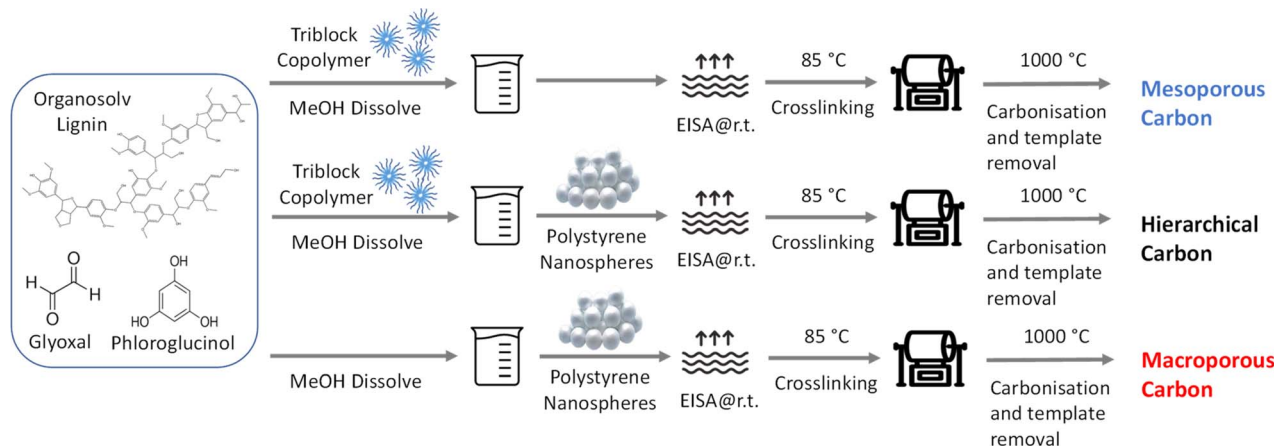 Organosolv
Lignin
Glyoxal
Phloroglucinol
H
O
H
O
OH
HO
OH
Triblock
Copolymer
MeOH Dissolve
EISA@r.t.
85 °C
Crosslinking
1000 °C
Carbonisation
and template
removal
Mesoporous
Carbon
Triblock
Copolymer
MeOH Dissolve
Polystyrene
Nanospheres
EISA@r.t.
85 °C
Crosslinking
1000 °C
Carbonisation
and template
removal
Hierarchical
Carbon
MeOH Dissolve
Polystyrene
Nanospheres
EISA@r.t.
85 °C
Crosslinking
1000 °C
Carbonisation
and template
removal
Macroporous
Carbon